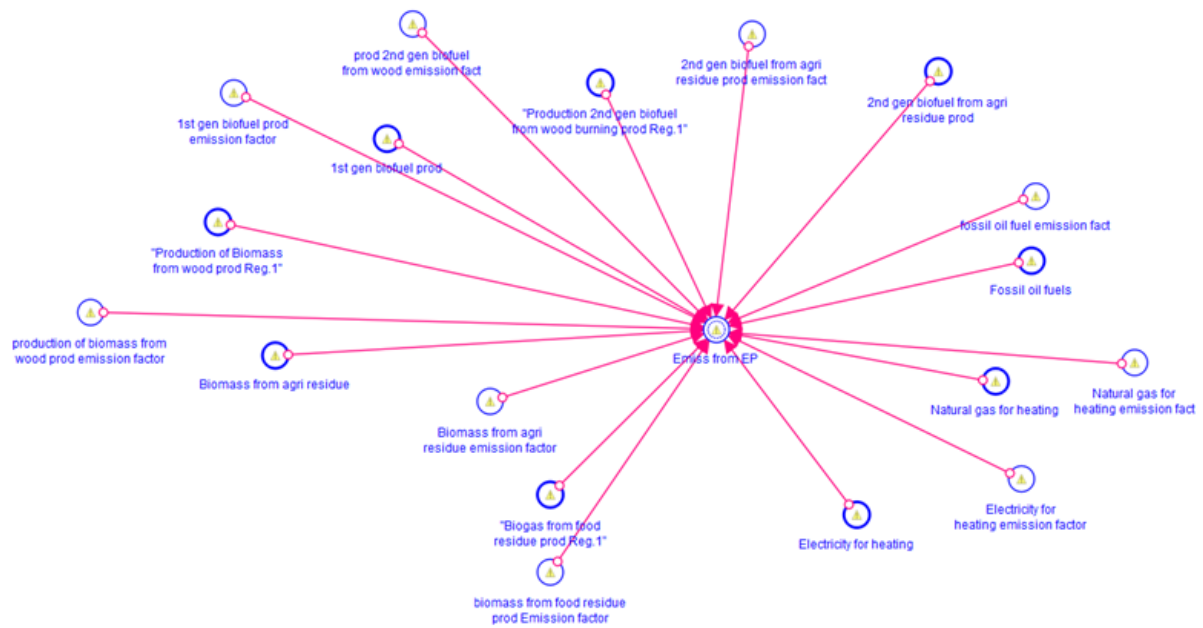 prod 2nd gen biofuel
from wood emission fact
2nd gen biofuel from agri
residue prod emission fact
2nd gen biofuel from agri
residue prod
"Production 2nd gen biofuel
from wood burning prod Reg.1"
1st gen biofuel prod
emission factor
1st gen biofuel prod
fossil oil fuel emission fact
"Production of Biomass
from wood prod Reg.1"
Fossil oil fuels
production of biomass from
wood prod emission factor
Emiss from EP
Biomass from agri residue
Natural gas for
heating emission fact
Natural gas for heating
Biomass from agri
residue emission factor
Electricity for
heating emission factor
"Biogas from food
residue prod Reg.1"
Electricity for heating
biomass from food residue
prod Emission factor